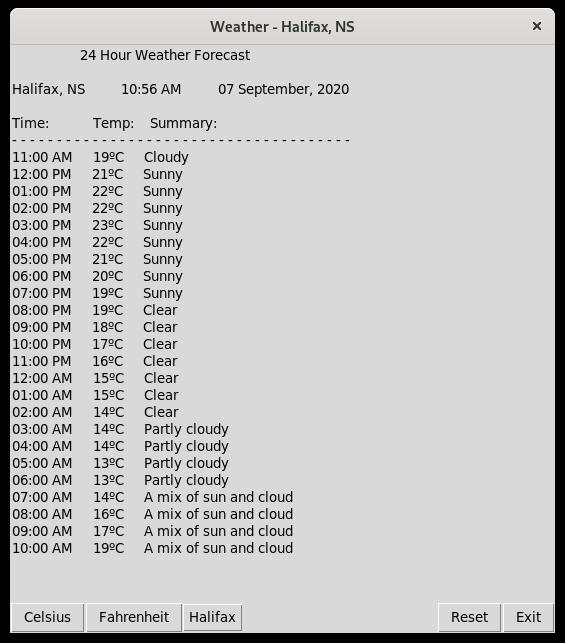 Weather - Halifax, NS ×
24 Hour Weather Forecast
Halifax, NS 10:56 AM 07 September, 2020
Time: Temp: Summary:
- - - - - - - - - - - - - - - - - - - - - - - - - - - - - - - - - - - - - -
11:00 AM 19ºC Cloudy
12:00 PM 21ºC Sunny
01:00 PM 22ºC Sunny
02:00 PM 22ºC Sunny
03:00 PM 23ºC Sunny
04:00 PM 22ºC Sunny
05:00 PM 21ºC Sunny
06:00 PM 20ºC Sunny
07:00 PM 19ºC Sunny
08:00 PM 19ºC Clear
09:00 PM 18ºC Clear
10:00 PM 17ºC Clear
11:00 PM 16ºC Clear
12:00 AM 15ºC Clear
01:00 AM 15ºC Clear
02:00 AM 14ºC Clear
03:00 AM 14ºC Partly cloudy
04:00 AM 14ºC Partly cloudy
05:00 AM 13ºC Partly cloudy
06:00 AM 13ºC Partly cloudy
07:00 AM 14ºC A mix of sun and cloud
08:00 AM 16ºC A mix of sun and cloud
09:00 AM 17ºC A mix of sun and cloud
10:00 AM 19ºC A mix of sun and cloud
Celsius Fahrenheit Halifax Reset Exit